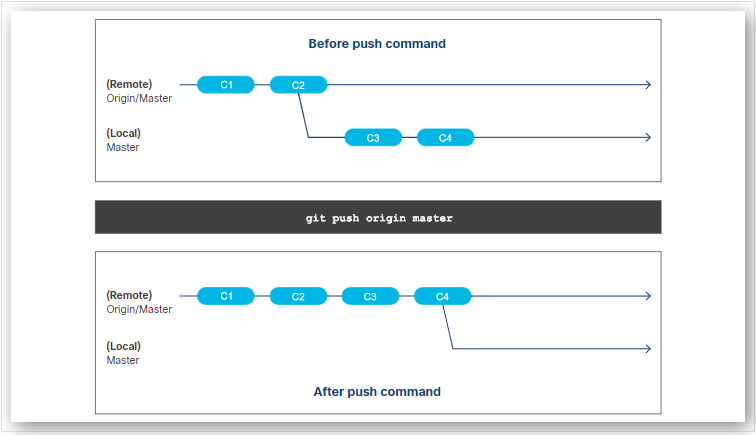 Before push command
(Remote)
Origin/Master
C1 C2
(Local)
Master
C3 C4
git push origin master
(Remote)
Origin/Master
C1 C2 C3 C4
(Local)
Master
After push command